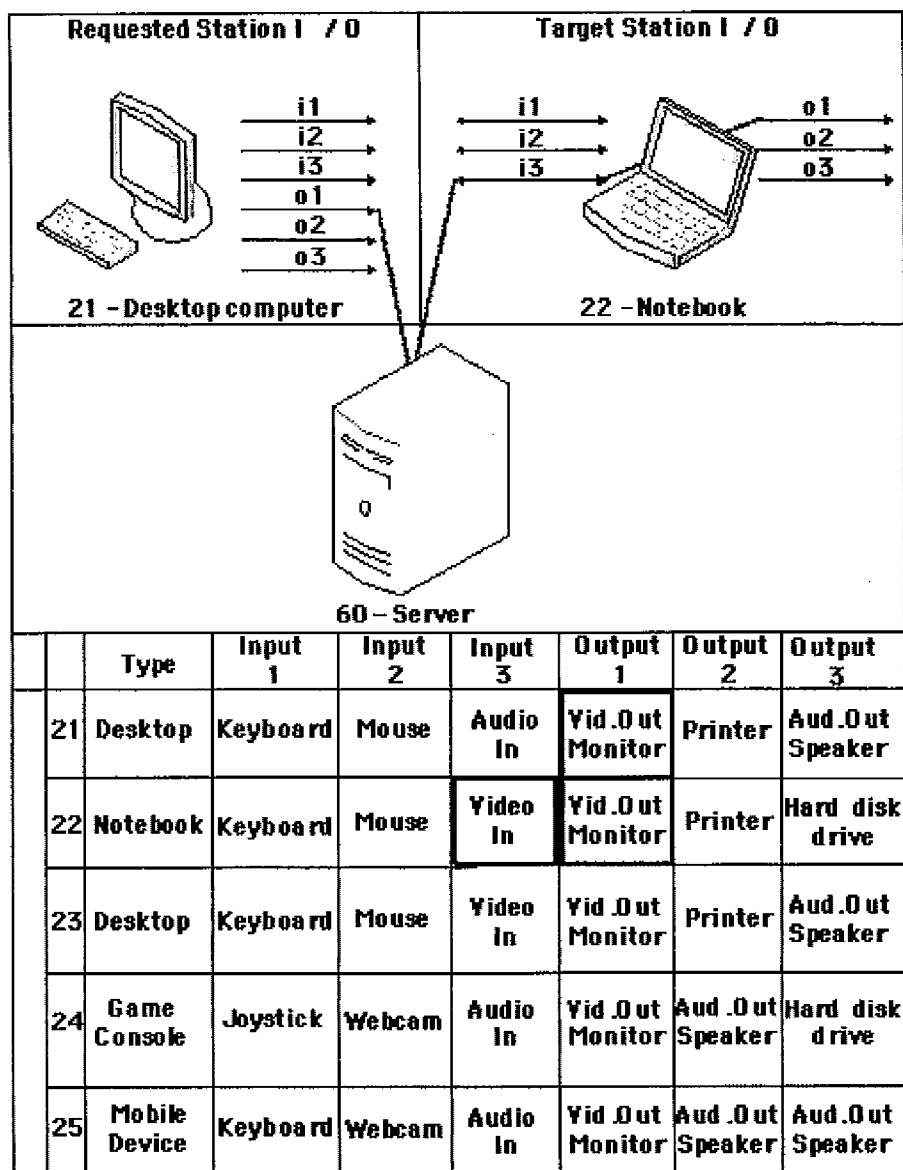 Requested Station I / O
Target Station I / O
i1
i2
i3
o1
o2
o3
i1
i2
i3
o1
o2
o3
21 - Desktop computer
22 - Notebook
60 - Server
Type Input 1 Input 2 Input 3 Output 1 Output 2 Output 3
21 Desktop Keyboard Mouse Audio In Vid.Out Monitor Printer Aud.Out Speaker
22 Notebook Keyboard Mouse Video In Vid.Out Monitor Printer Hard disk drive
23 Desktop Keyboard Mouse Video In Vid.Out Monitor Printer Aud.Out Speaker
24 Game Console Joystick Webcam Audio In Vid.Out Monitor Aud.Out Speaker Hard disk drive
25 Mobile Device Keyboard Webcam Audio In Vid.Out Monitor Aud.Out Speaker Aud.Out Speaker